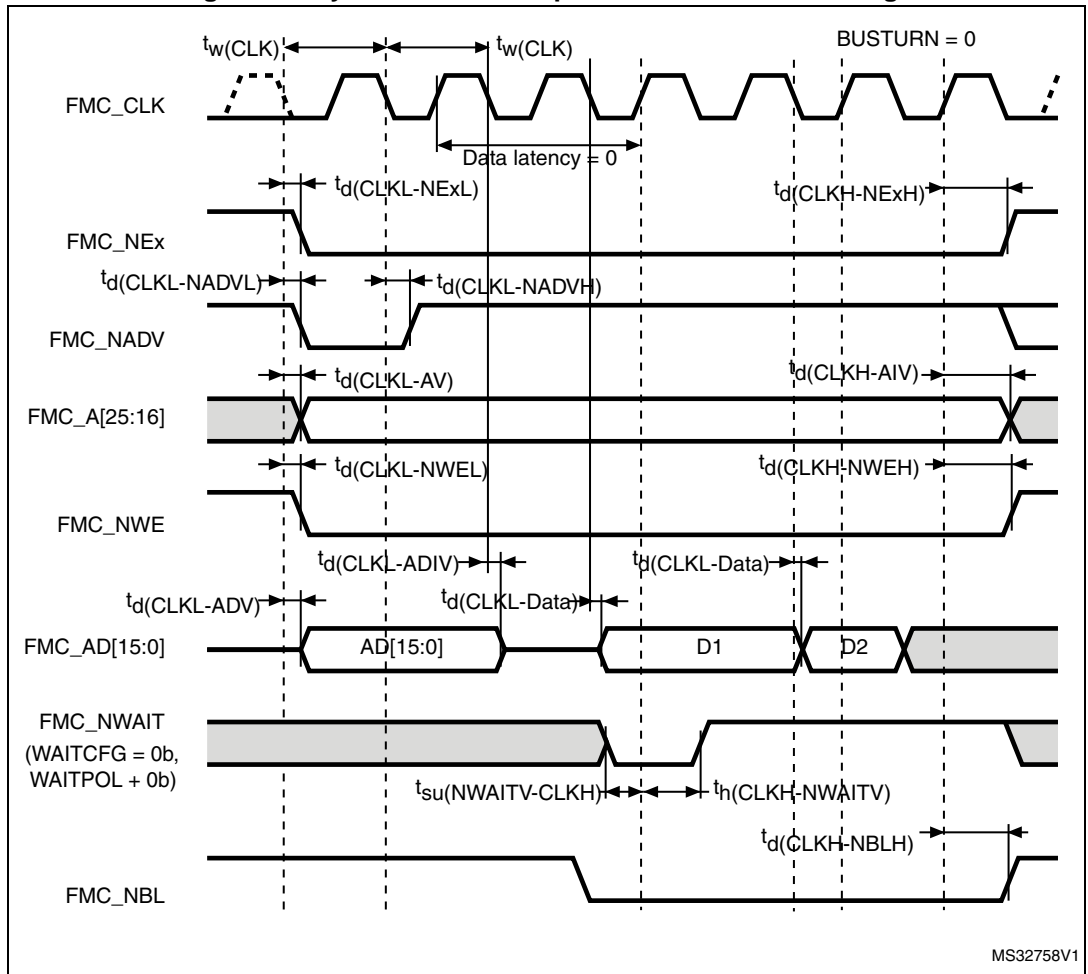 tw(CLK) tw(CLK) BUSTURN = 0
FMC_CLK
Data latency = 0
td(CLKL-NExL) td(CLKH-NExH)
FMC_NEx
td(CLKL-NADVL) td(CLKL-NADVH)
FMC_NADV
td(CLKL-AV) td(CLKH-AIV)
FMC_A[25:16]
td(CLKL-NWEL) td(CLKH-NWEH)
FMC_NWE
td(CLKL-ADIV) td(CLKL-Data)
td(CLKL-ADV) td(CLKL-Data)
FMC_AD[15:0] AD[15:0] D1 D2
FMC_NWAIT
(WAITCFG = 0b,
WAITPOL + 0b)
tsu(NWAITV-CLKH) th(CLKH-NWAITV)
td(CLKH-NBLH)
FMC_NBL
MS32758V1